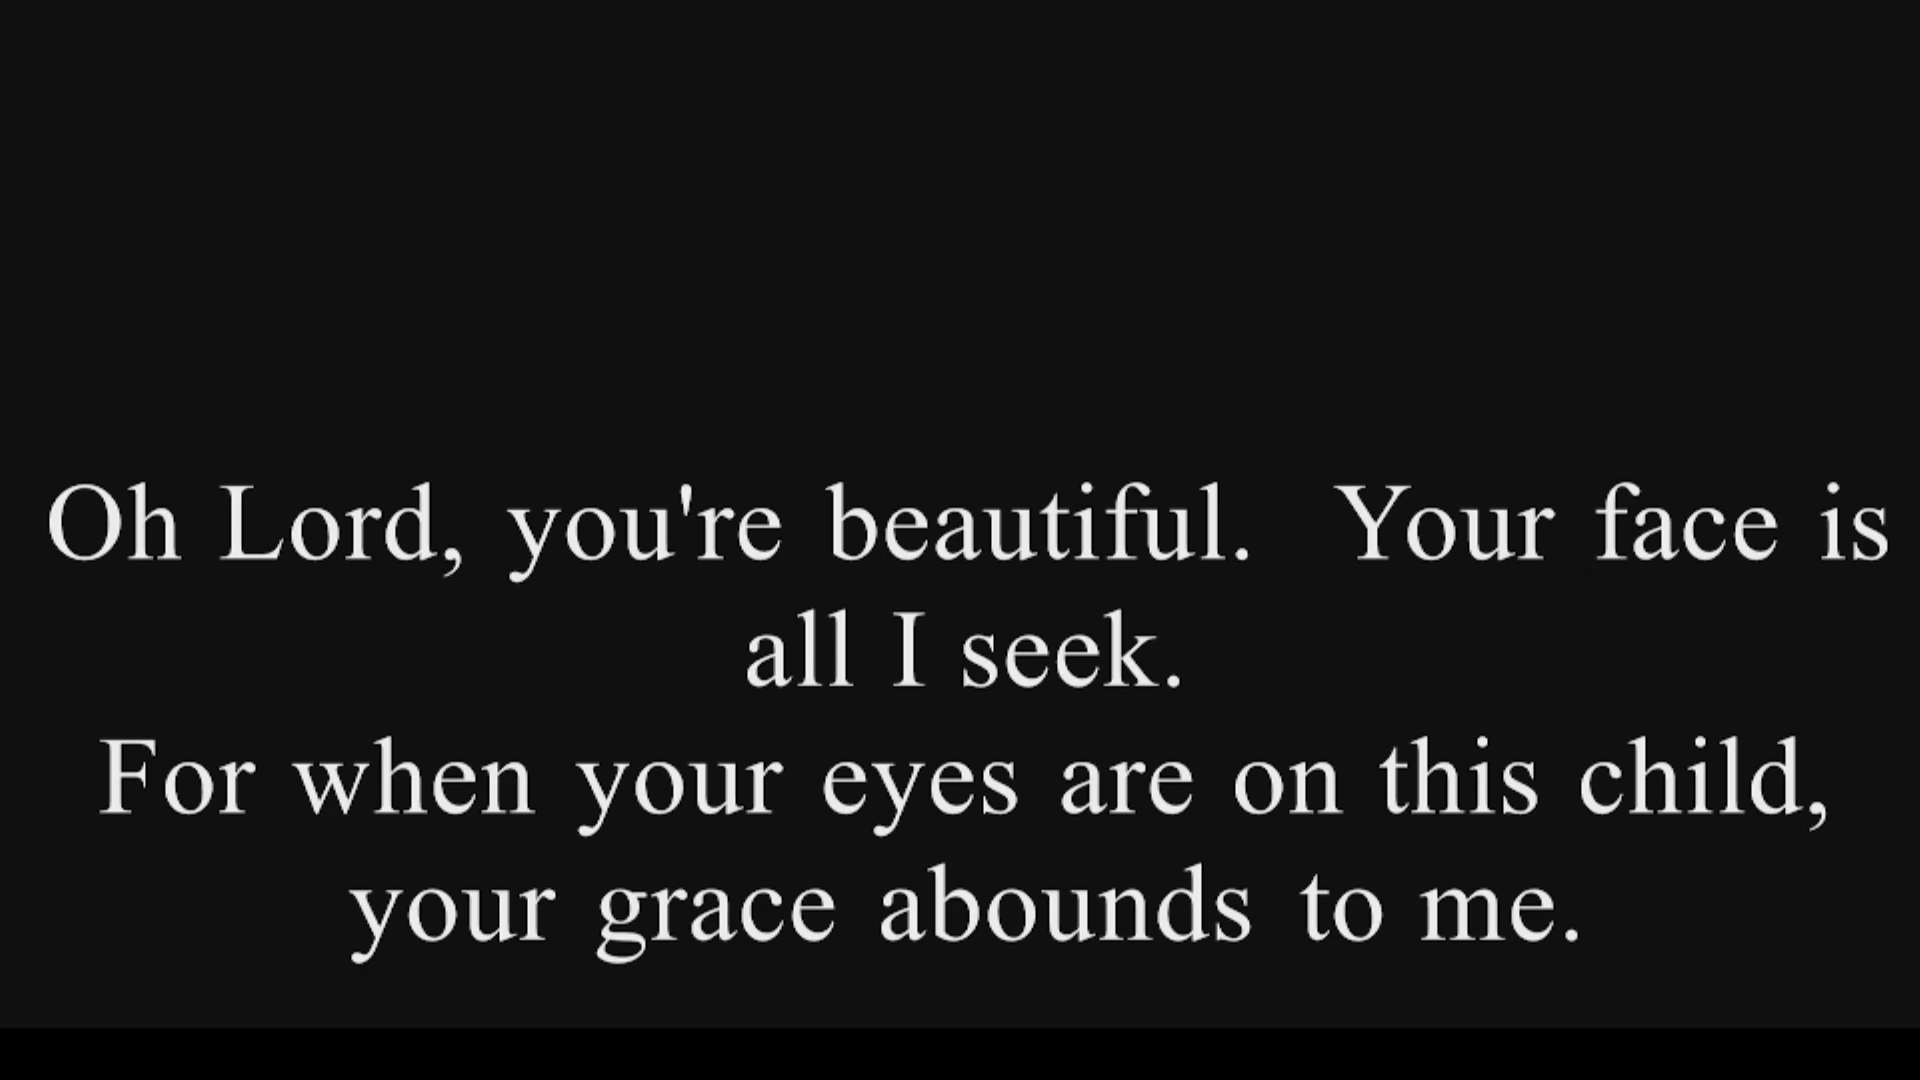 Oh Lord, you're beautiful.  Your face is
all I seek.
For when your eyes are on this child,
your grace abounds to me.